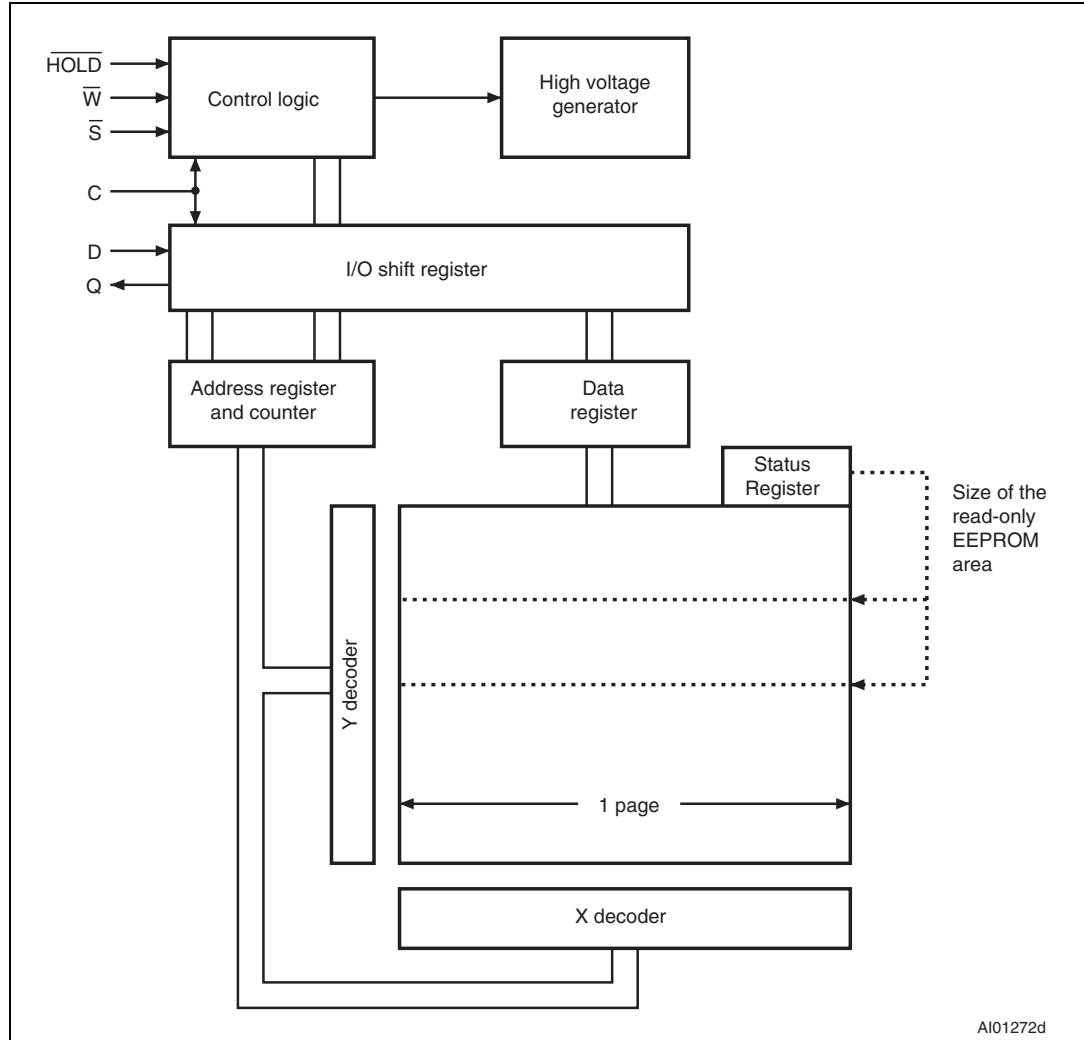 H̅O̅L̅D̅
W̅
S̅
Control logic
High voltage
generator
C
D
Q
I/O shift register
Address register
and counter
Data
register
Status
Register
Size of the
read-only
EEPROM
area
Y decoder
1 page
X decoder
AI01272d